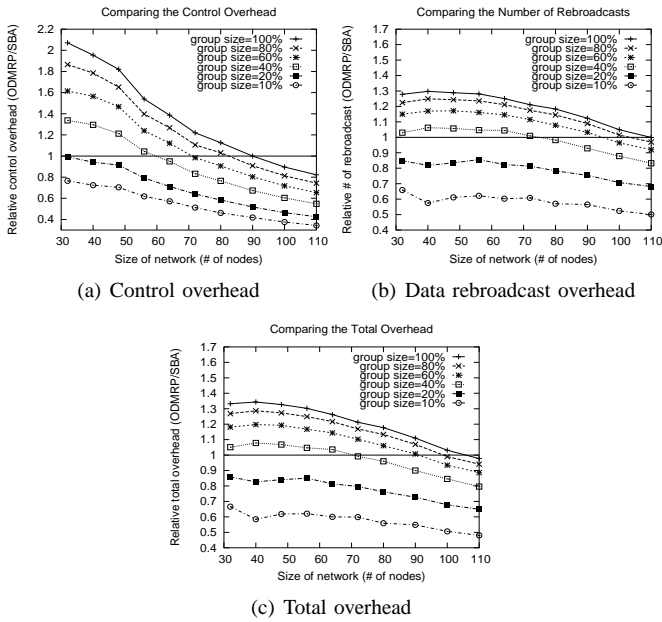 Comparing the Control Overhead
Relative control overhead (ODMRP/SBA)
2.2
2
1.8
1.6
1.4
1.2
1
0.8
0.6
0.4
group size=100%
group size=80%
group size=60%
group size=40%
group size=20%
group size=10%
30 40 50 60 70 80 90 100 110
Size of network (# of nodes)
(a) Control overhead
Comparing the Number of Rebroadcasts
Relative # of rebroadcast (ODMRP/SBA)
1.7
1.6
1.5
1.4
1.3
1.2
1.1
1
0.9
0.8
0.7
0.6
0.5
0.4
group size=100%
group size=80%
group size=60%
group size=40%
group size=20%
group size=10%
30 40 50 60 70 80 90 100 110
Size of network (# of nodes)
(b) Data rebroadcast overhead
Comparing the Total Overhead
Relative total overhead (ODMRP/SBA)
1.7
1.6
1.5
1.4
1.3
1.2
1.1
1
0.9
0.8
0.7
0.6
0.5
0.4
group size=100%
group size=80%
group size=60%
group size=40%
group size=20%
group size=10%
30 40 50 60 70 80 90 100 110
Size of network (# of nodes)
(c) Total overhead